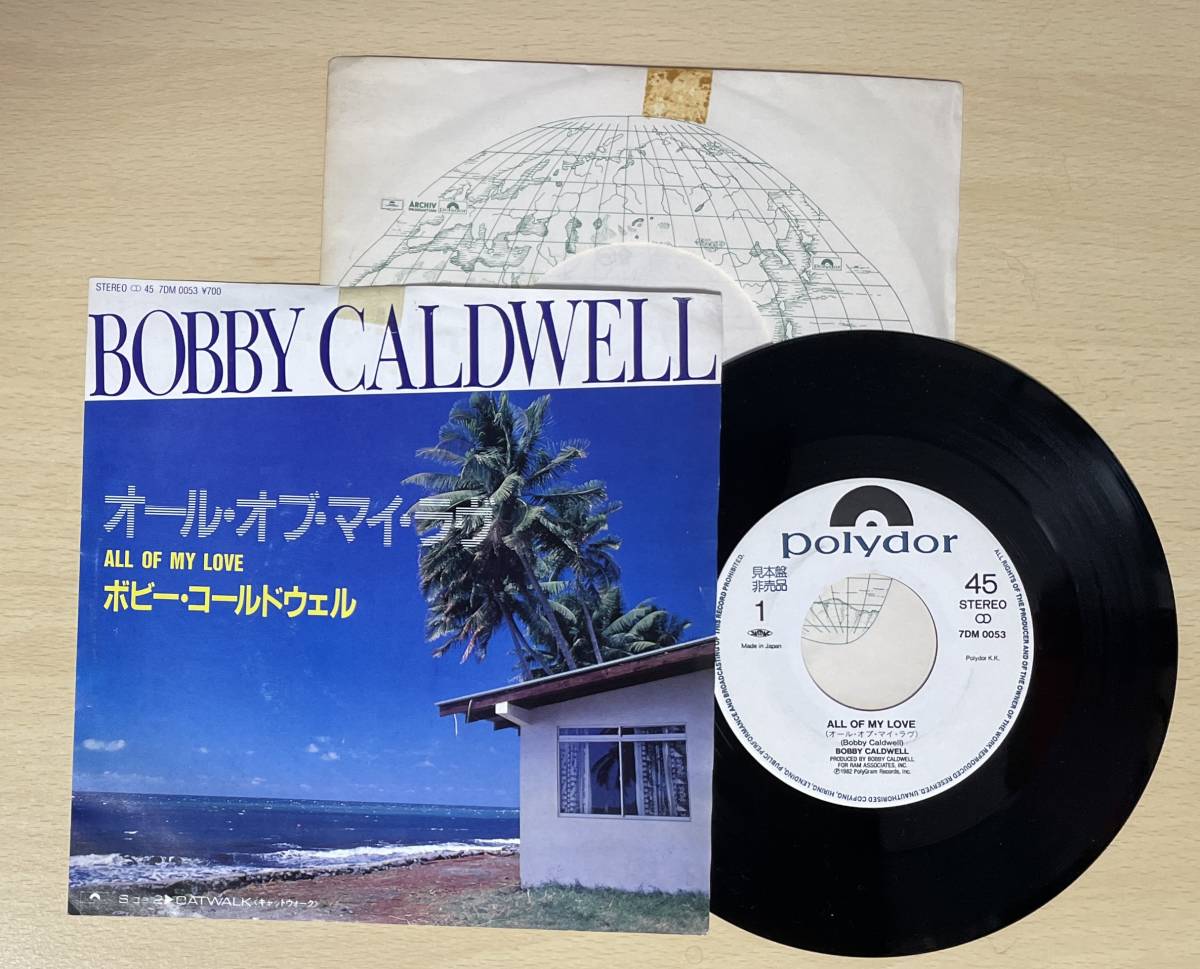 ARCHIV
PRODUKTION
STEREO 45 7DM 0053 ¥700
BOBBY CALDWELL
オール・オブ・マイ・ラヴ
ALL OF MY LOVE
ボビー・コールドウェル
CATWALK〈キャットウォーク〉
polydor
見本盤
非売品
45
STEREO
1
7DM 0053
Made in Japan
Polydor K.K.
ALL OF MY LOVE
(オール・オブ・マイ・ラヴ)
(Bobby Caldwell)
BOBBY CALDWELL
PRODUCED BY BOBBY CALDWELL
FOR RAM ASSOCIATES, INC.
Ⓟ1982 PolyGram Records, Inc.
ALL RIGHTS OF THE PRODUCER AND OF THE OWNER OF THE WORK REPRODUCED RESERVED. UNAUTHORISED COPYING, HIRING, LENDING, PUBLIC PERFORMANCE AND BROADCASTING OF THIS RECORD PROHIBITED.